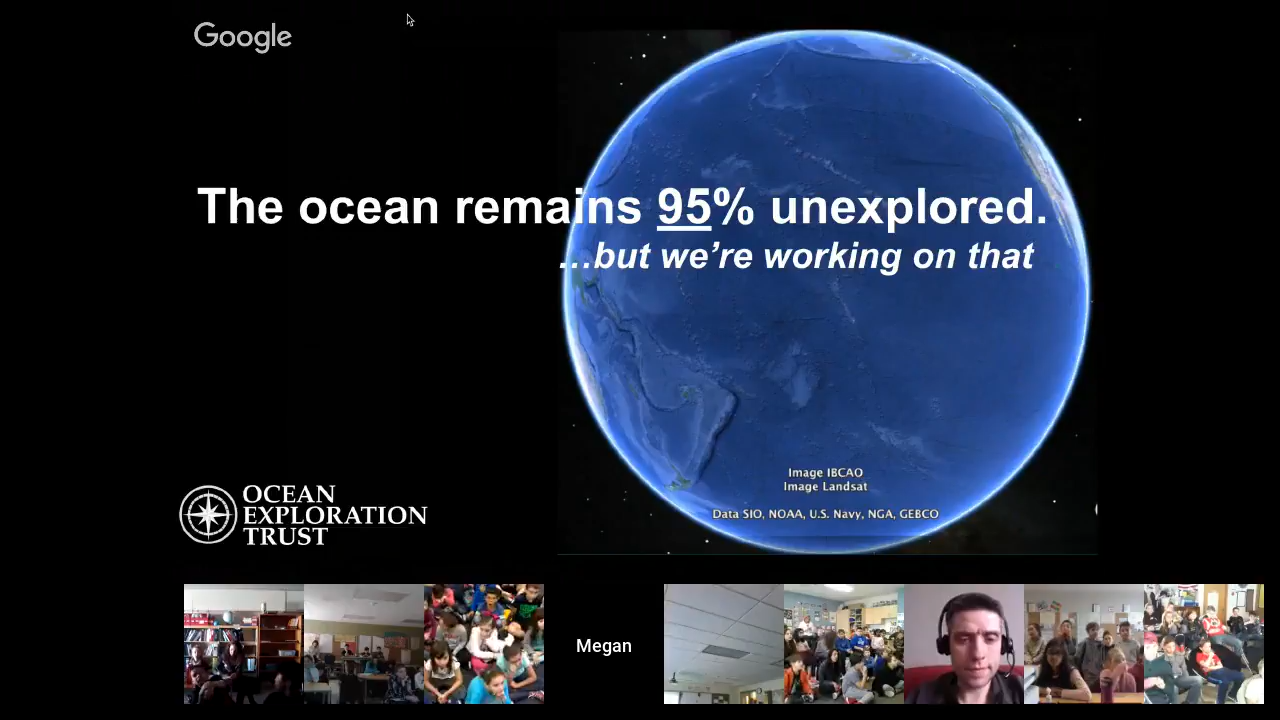 Google
The ocean remains 95% unexplored.
...but we're working on that
Image IBCAO
Image Landsat
Data SIO, NOAA, U.S. Navy, NGA, GEBCO
OCEAN
EXPLORATION
TRUST
Megan